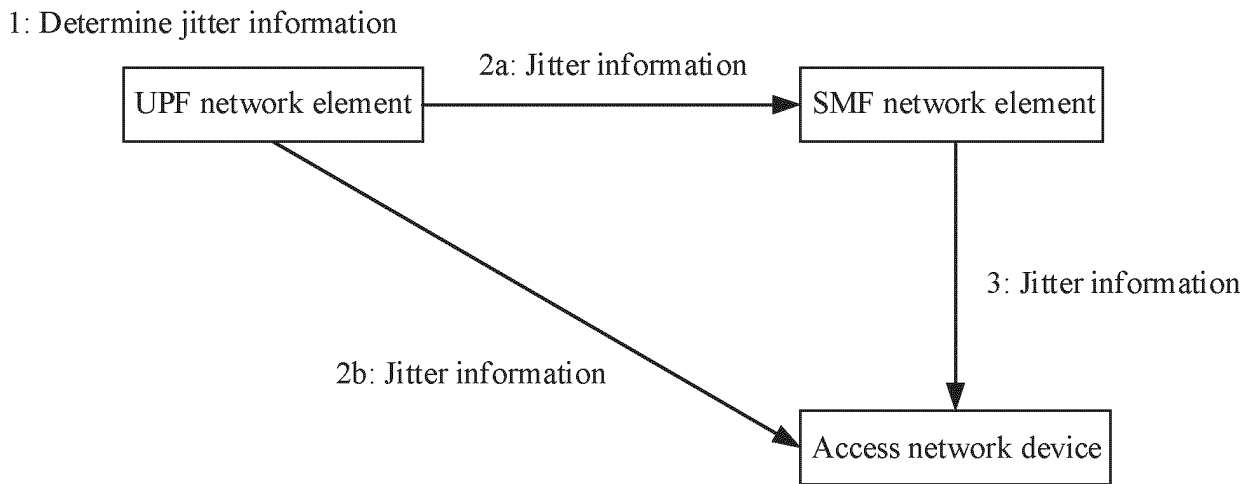 1: Determine jitter information
2a: Jitter information
UPF network element
SMF network element
3: Jitter information
2b: Jitter information
Access network device